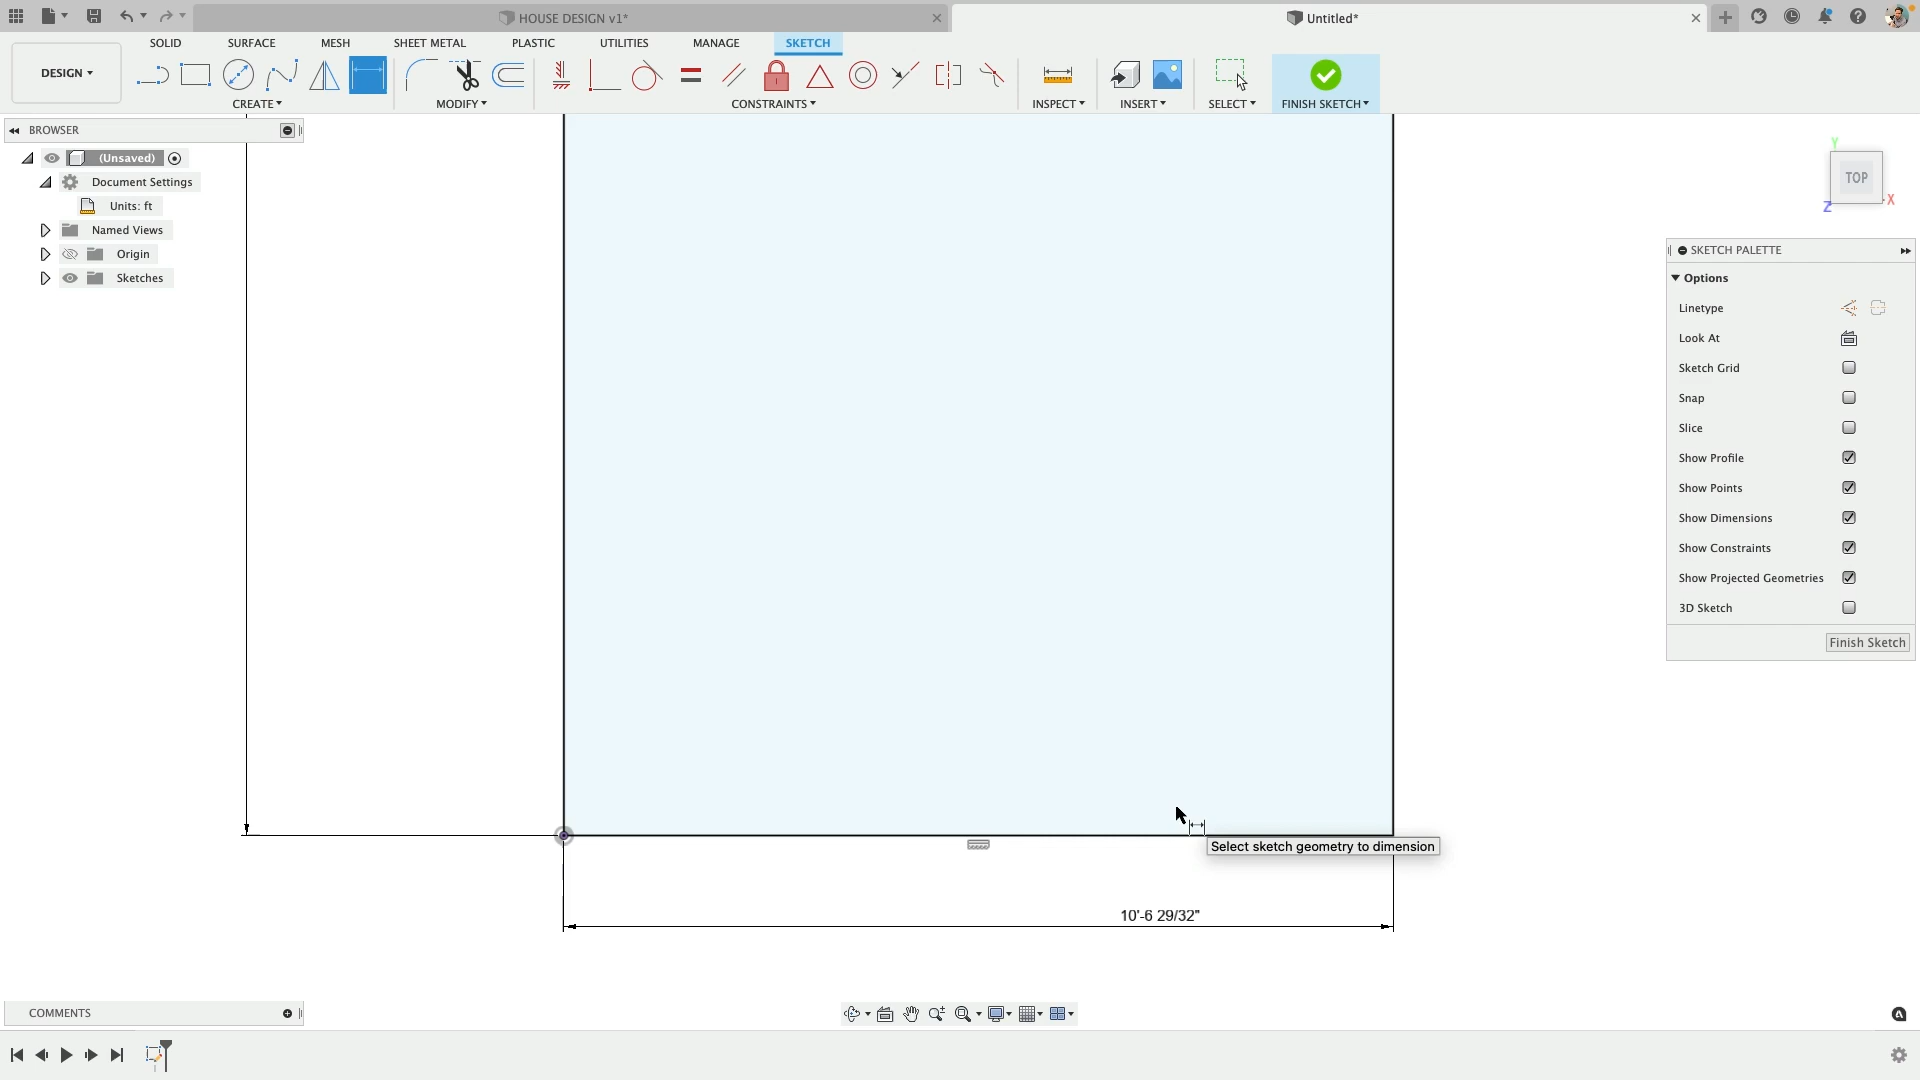 HOUSE DESIGN v1*
Untitled*
SOLID SURFACE MESH SHEET METAL PLASTIC UTILITIES MANAGE SKETCH
DESIGN
CREATE MODIFY CONSTRAINTS INSPECT INSERT SELECT FINISH SKETCH
BROWSER
(Unsaved)
Document Settings
Units: ft
Named Views
Origin
Sketches
Y
TOP
X
Z
SKETCH PALETTE
Options
Linetype
Look At
Sketch Grid
Snap
Slice
Show Profile
Show Points
Show Dimensions
Show Constraints
Show Projected Geometries
3D Sketch
Finish Sketch
Select sketch geometry to dimension
10'-6 29/32"
COMMENTS